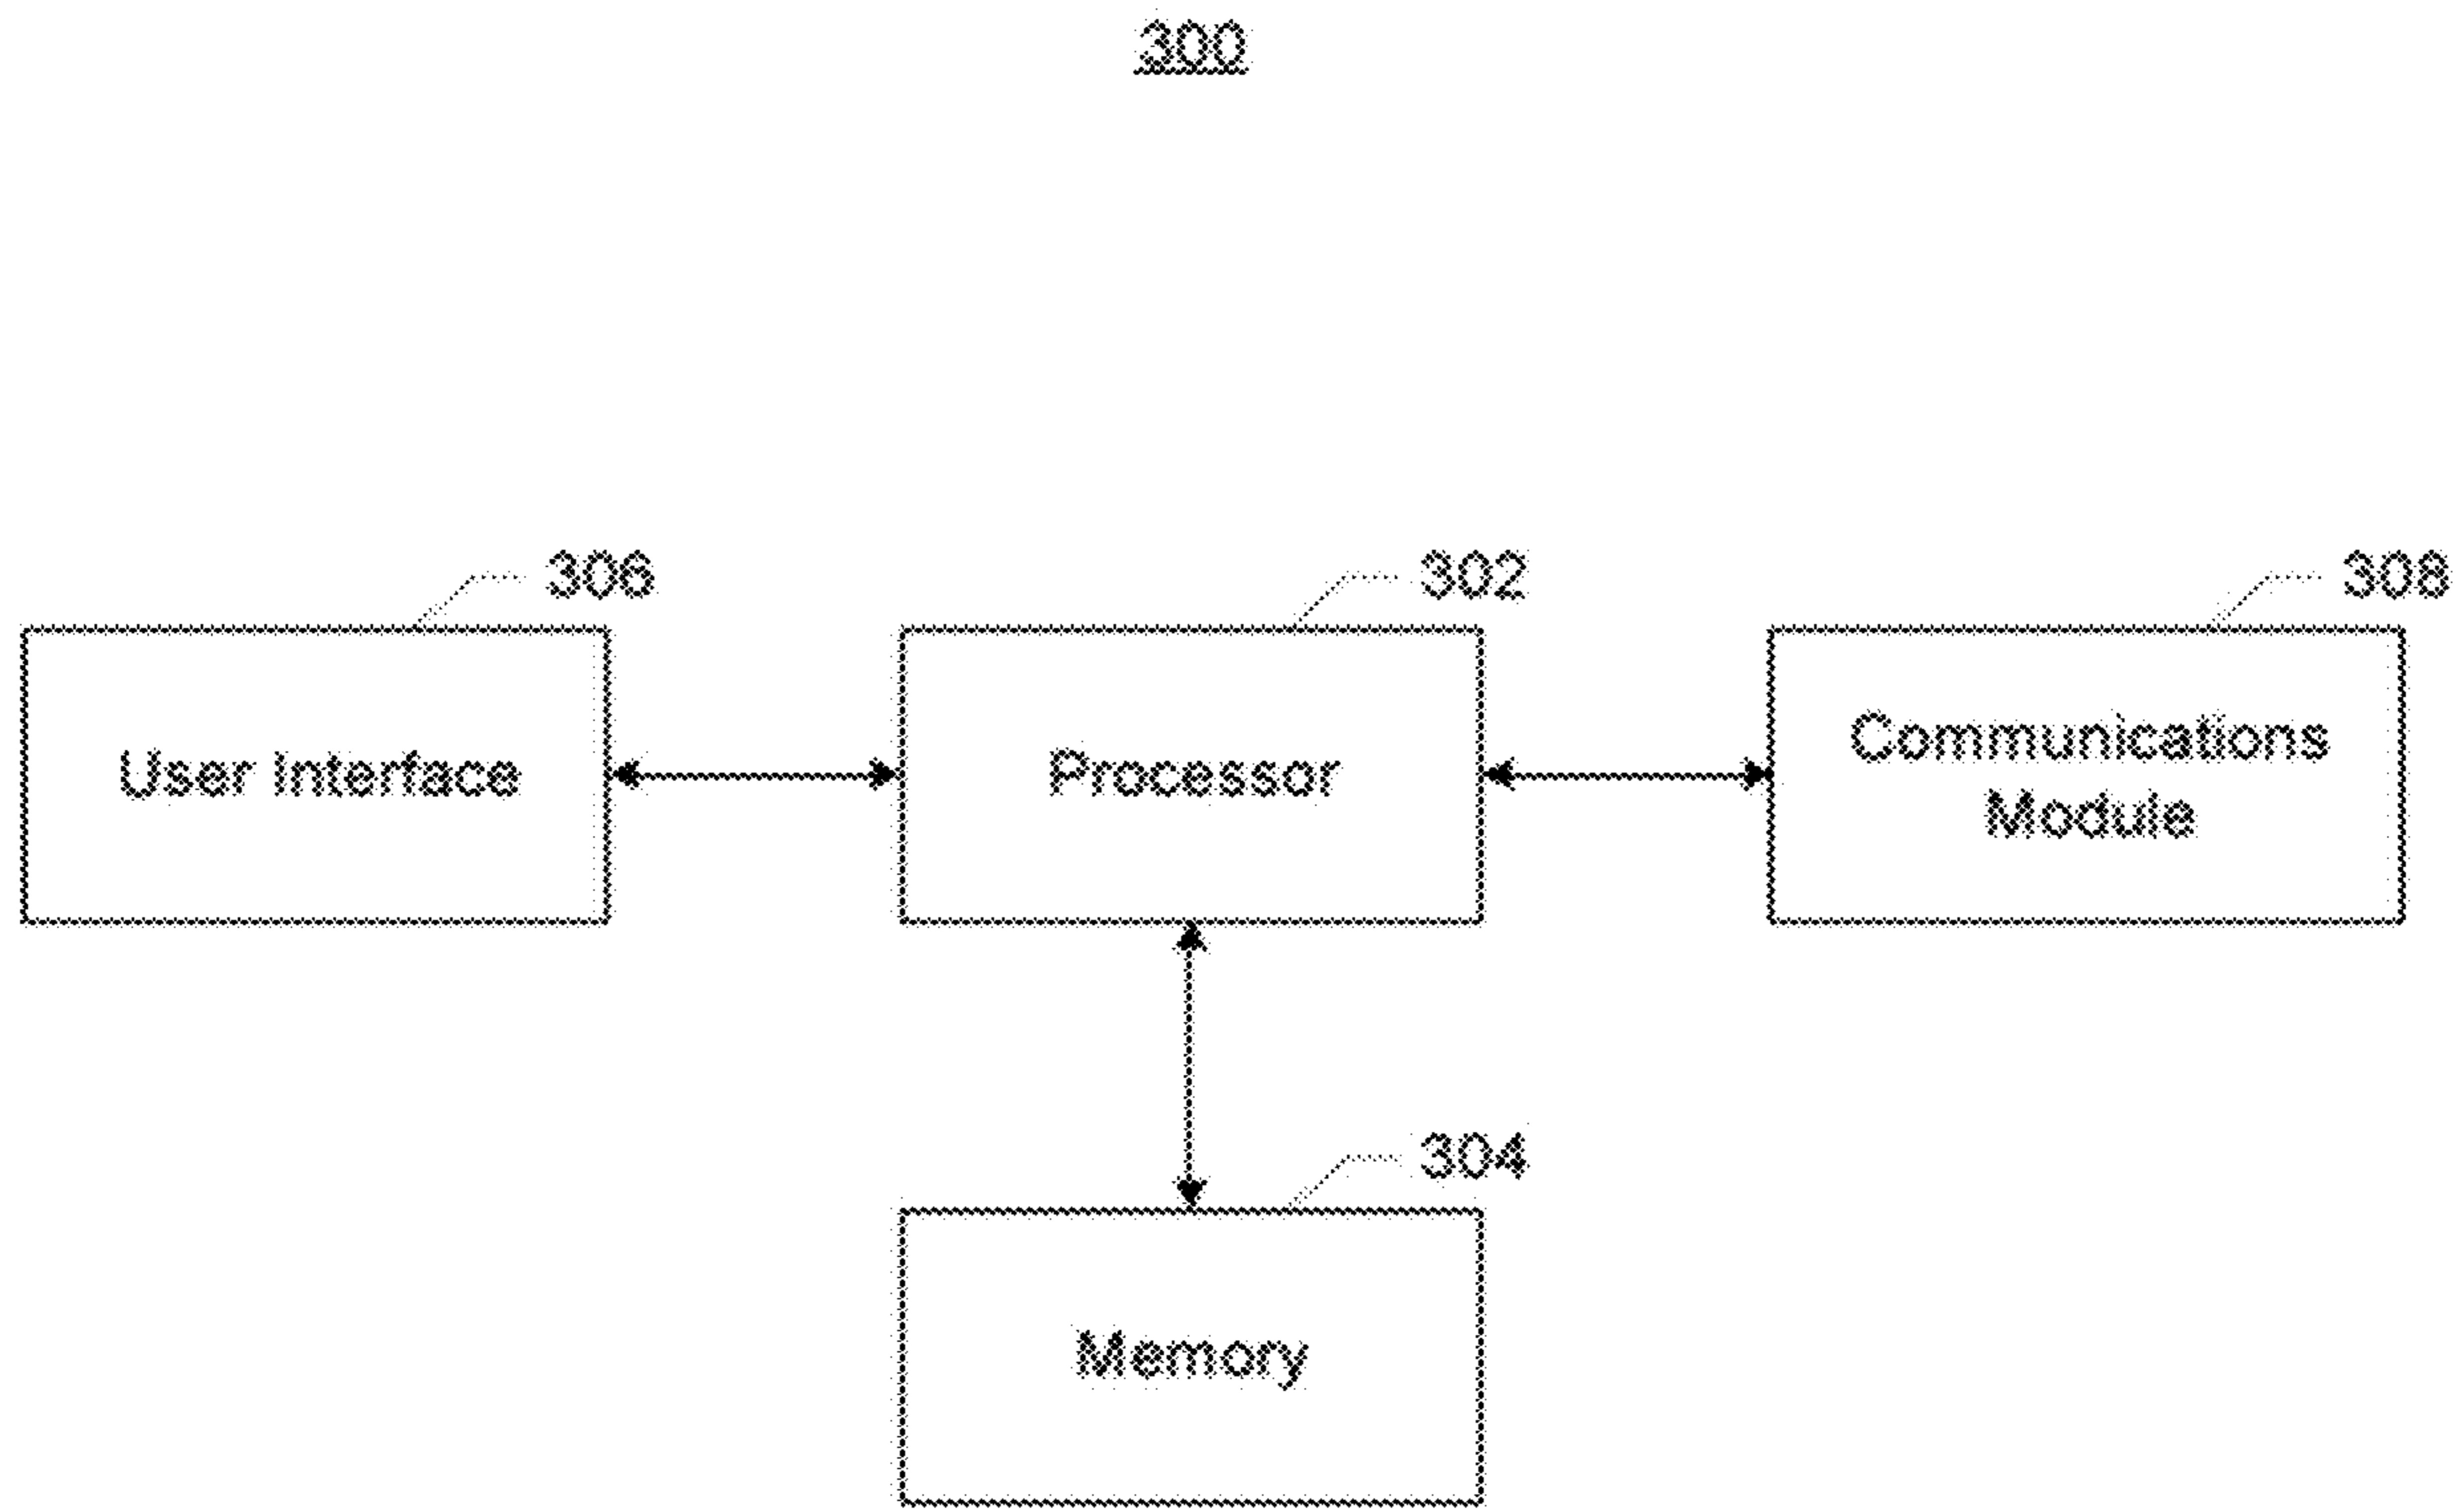 300
306
302
308
User Interface
Processor
Communications
Module
304
Memory